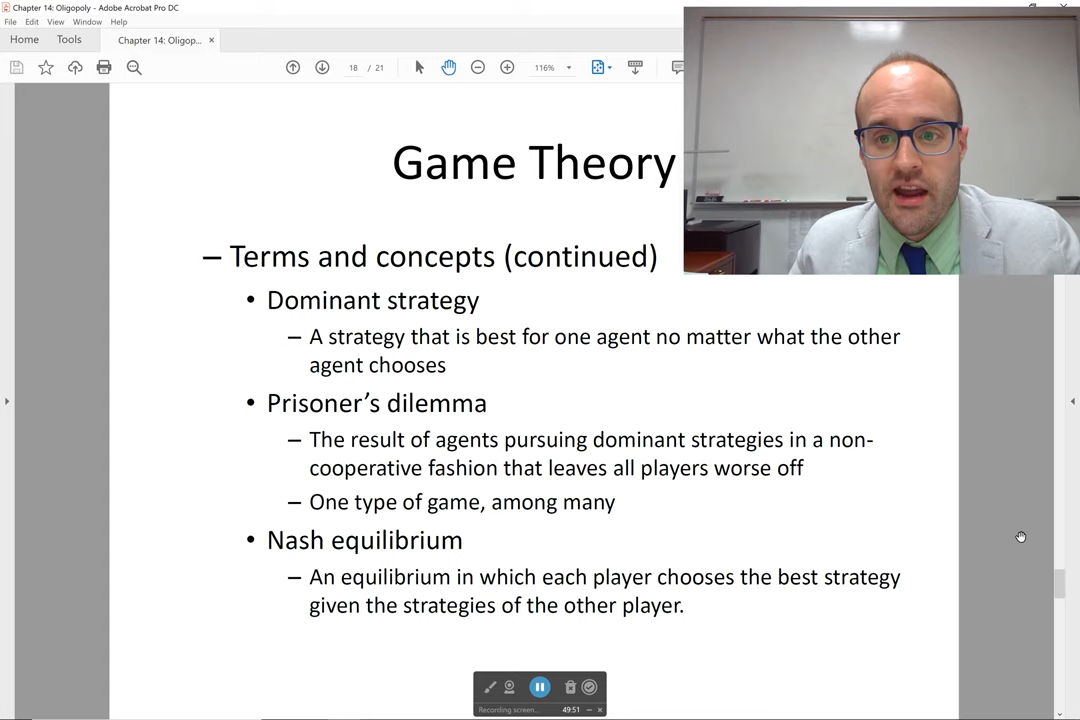 Chapter 14: Oligopoly - Adobe Acrobat Pro DC
File Edit View Window Help
Home Tools Chapter 14: Oligop... ×
18 / 21 116%
Game Theory
– Terms and concepts (continued)
• Dominant strategy
– A strategy that is best for one agent no matter what the other
agent chooses
• Prisoner’s dilemma
– The result of agents pursuing dominant strategies in a non-
cooperative fashion that leaves all players worse off
– One type of game, among many
• Nash equilibrium
– An equilibrium in which each player chooses the best strategy
given the strategies of the other player.
Recording screen... 49:51